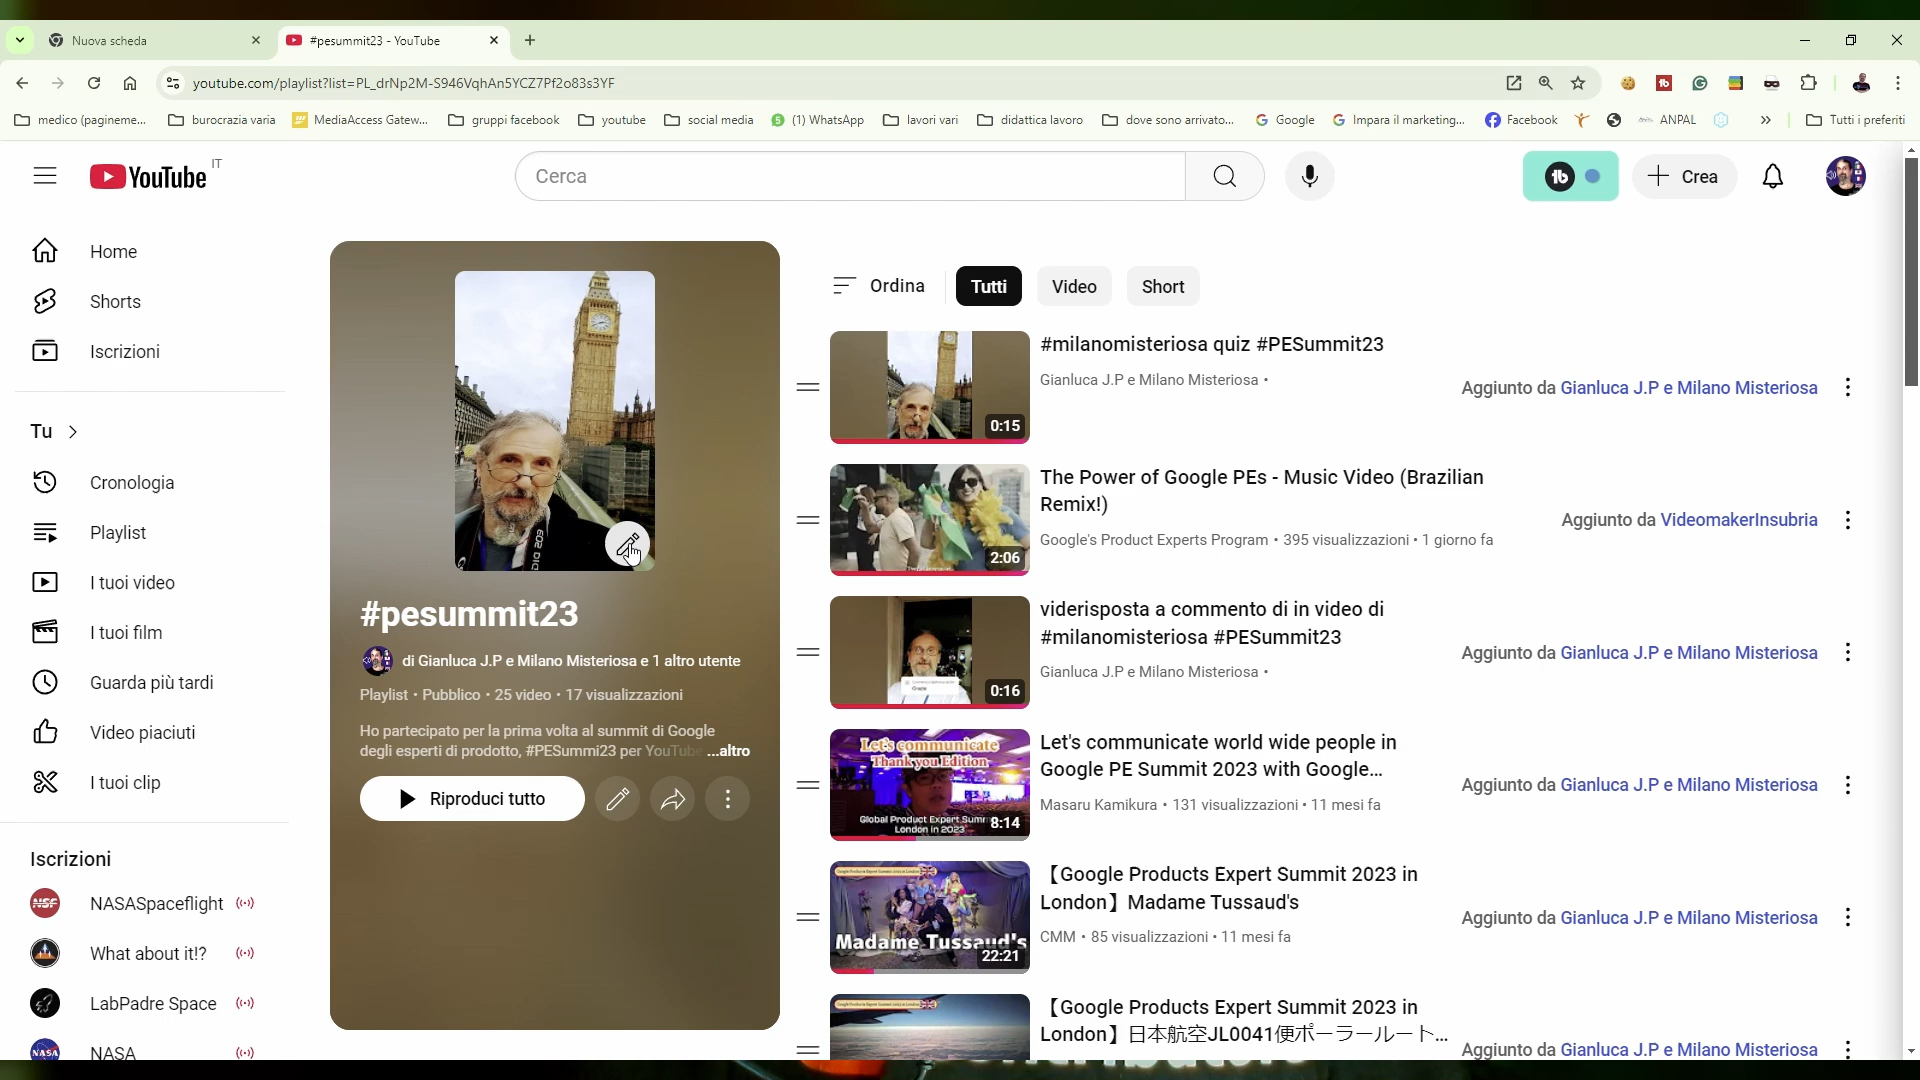 Nuova scheda
#pesummit23 - YouTube
youtube.com/playlist?list=PL_drNp2M-S946VqhAn5YCZ7Pf2o83s3YF
medico (pagineme...
burocrazia varia
MediaAccess Gatew...
gruppi facebook
youtube
social media
(1) WhatsApp
lavori vari
didattica lavoro
dove sono arrivato...
Google
Impara il marketing...
Facebook
ANPAL
Tutti i preferiti
YouTube IT
Cerca
Crea
Home
Shorts
Iscrizioni
Tu
Cronologia
Playlist
I tuoi video
I tuoi film
Guarda più tardi
Video piaciuti
I tuoi clip
Iscrizioni
NASASpaceflight
What about it!?
LabPadre Space
NASA
#pesummit23
di Gianluca J.P e Milano Misteriosa e 1 altro utente
Playlist • Pubblico • 25 video • 17 visualizzazioni
Ho partecipato per la prima volta al summit di Google
degli esperti di prodotto, #PESummi23 per YouTube ...altro
Riproduci tutto
Ordina
Tutti
Video
Short
0:15
#milanomisteriosa quiz #PESummit23
Gianluca J.P e Milano Misteriosa •
Aggiunto da Gianluca J.P e Milano Misteriosa
2:06
The Power of Google PEs - Music Video (Brazilian
Remix!)
Google's Product Experts Program • 395 visualizzazioni • 1 giorno fa
Aggiunto da VideomakerInsubria
0:16
viderisposta a commento di in video di
#milanomisteriosa #PESummit23
Gianluca J.P e Milano Misteriosa •
Aggiunto da Gianluca J.P e Milano Misteriosa
Let's communicate
Thank you Edition
Global Product Expert Summ
London in 2023
8:14
Let's communicate world wide people in
Google PE Summit 2023 with Google...
Masaru Kamikura • 131 visualizzazioni • 11 mesi fa
Aggiunto da Gianluca J.P e Milano Misteriosa
Madame Tussaud's
22:21
【Google Products Expert Summit 2023 in
London】Madame Tussaud's
CMM • 85 visualizzazioni • 11 mesi fa
Aggiunto da Gianluca J.P e Milano Misteriosa
【Google Products Expert Summit 2023 in
London】日本航空JL0041便ポーラールート...
Aggiunto da Gianluca J.P e Milano Misteriosa